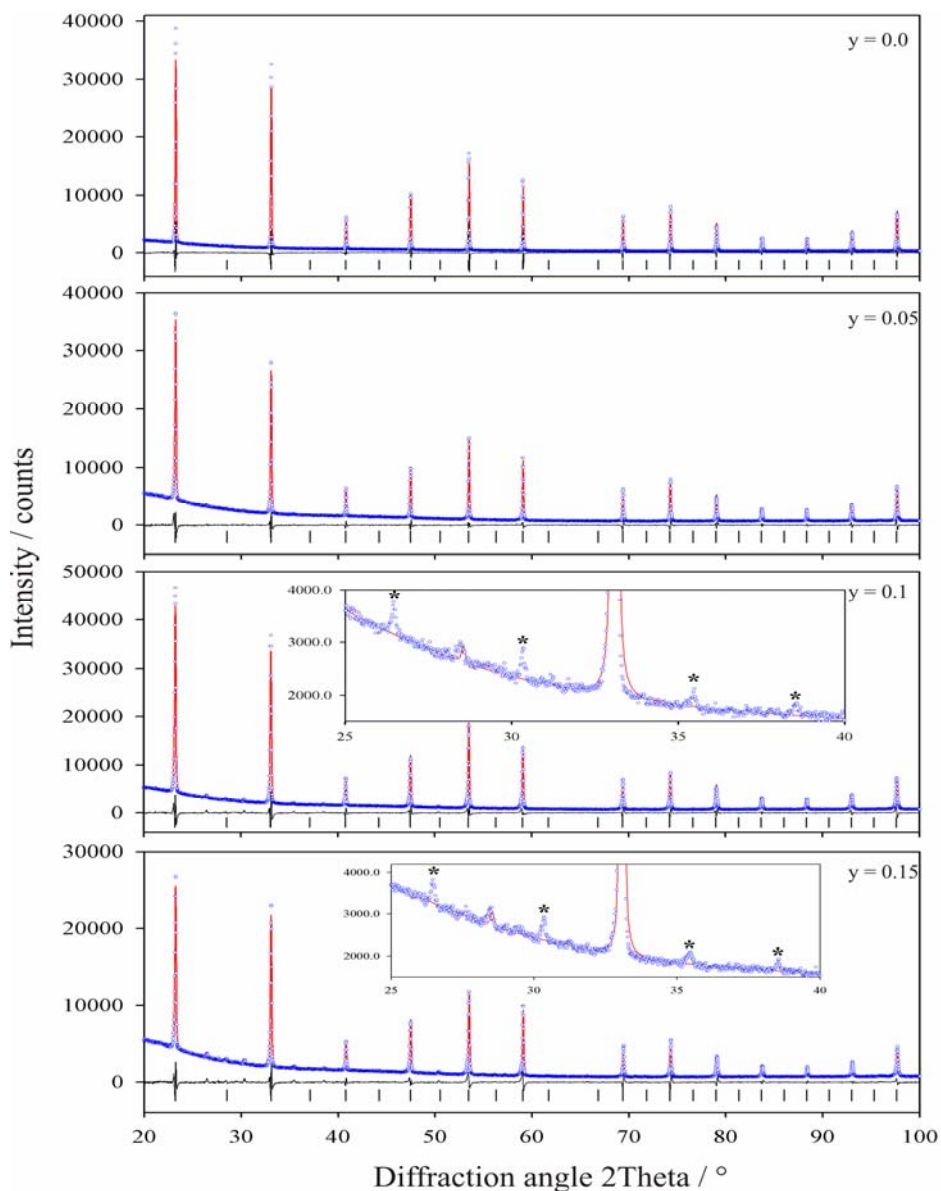 40000
y = 0.0
30000
20000
10000
0
40000
y = 0.05
30000
20000
10000
0
Intensity / counts
50000
y = 0.1
40000
30000
20000
10000
0
4000.0
3000.0
2000.0
* * * *
25 30 35 40
30000
y = 0.15
20000
10000
0
4000.0
3000.0
2000.0
* * * *
25 30 35 40
20 30 40 50 60 70 80 90 100
Diffraction angle 2Theta / °